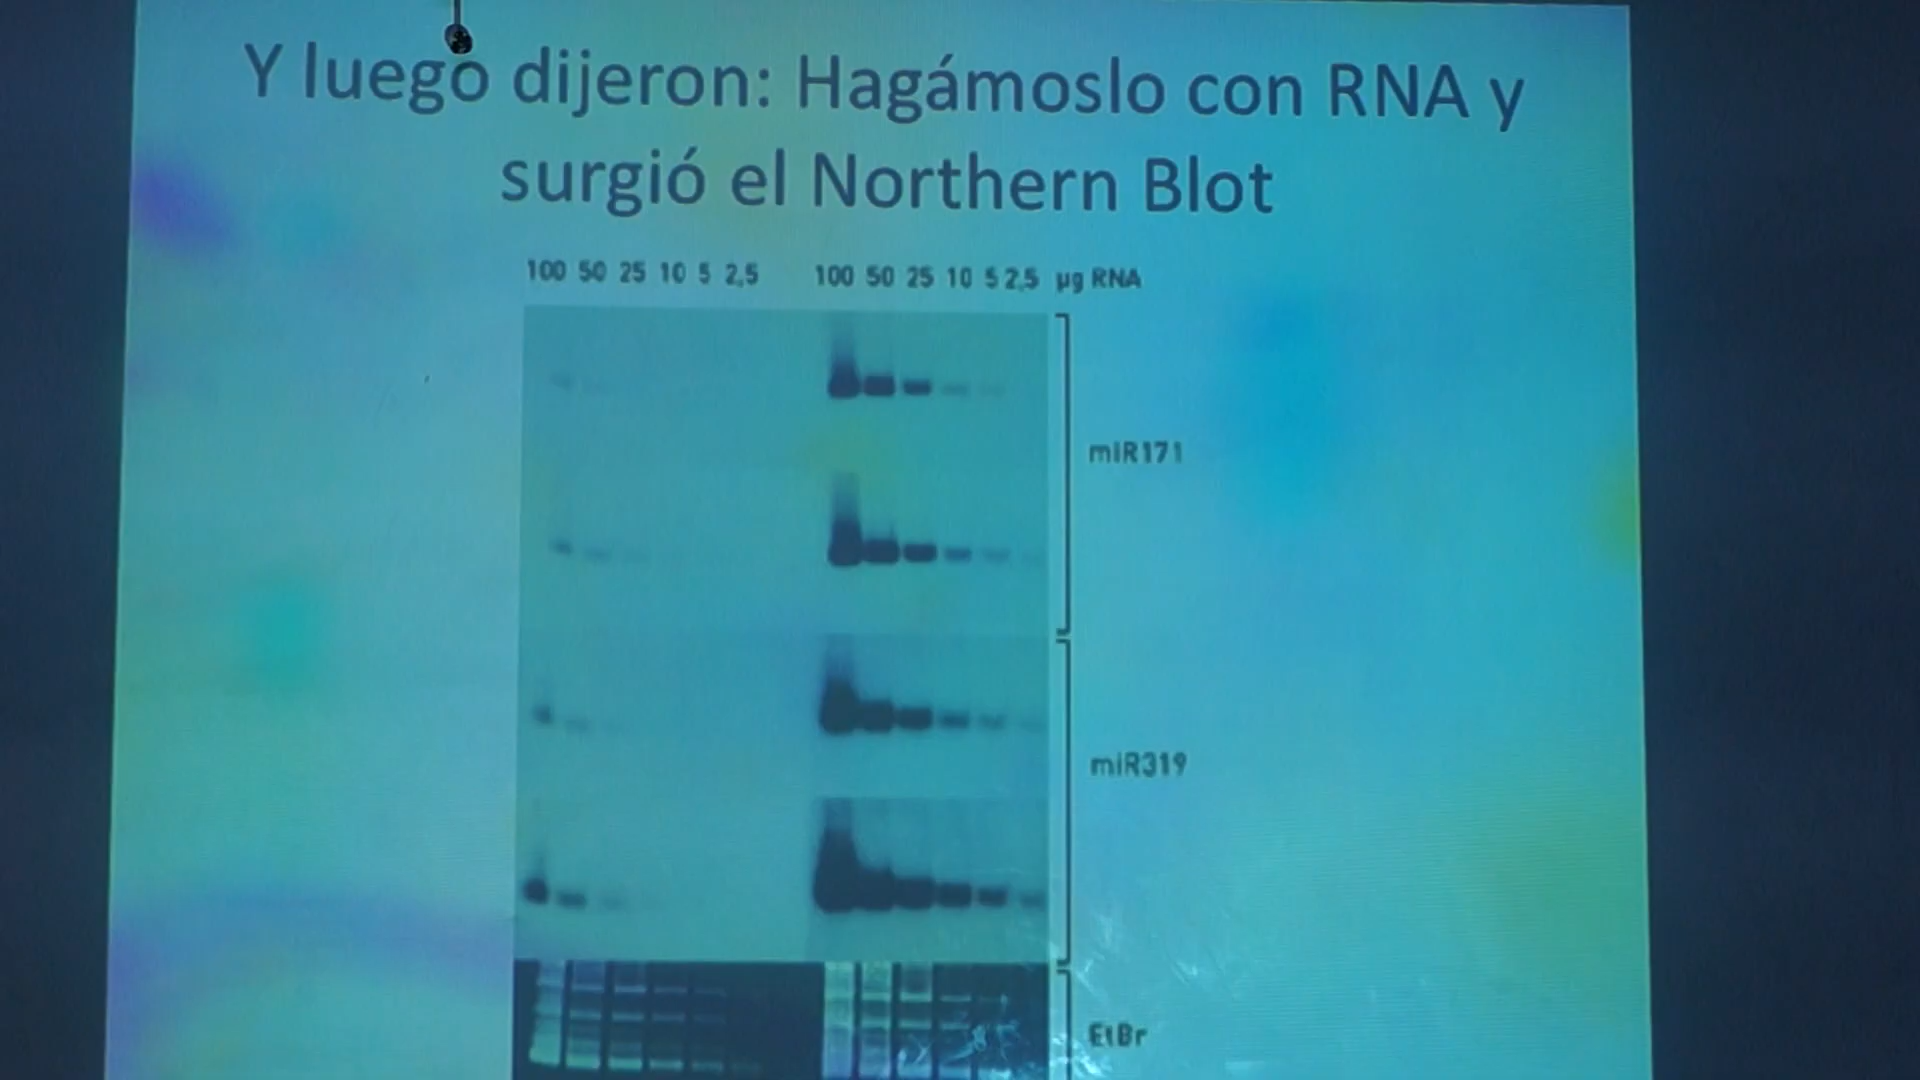 Y luego dijeron: Hagámoslo con RNA y
surgió el Northern Blot
100 50 25 10 5 2,5 100 50 25 10 5 2,5 µg RNA
miR171
miR319
EtBr